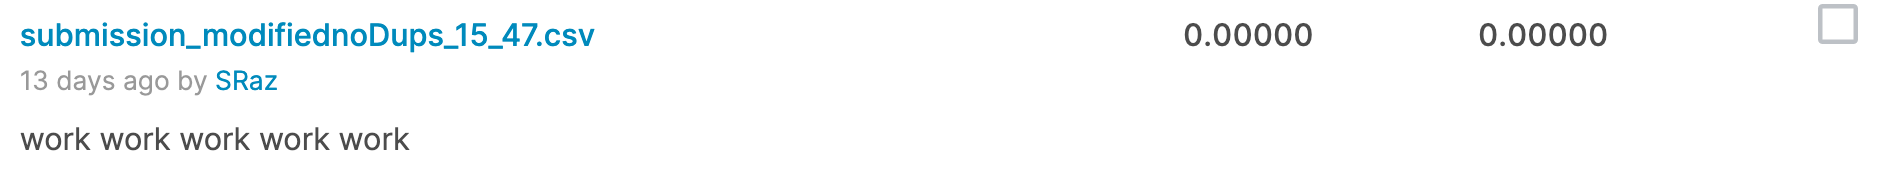 submission_modifiednoDups_15_47.csv 0.00000 0.00000
13 days ago by SRaz
work work work work work